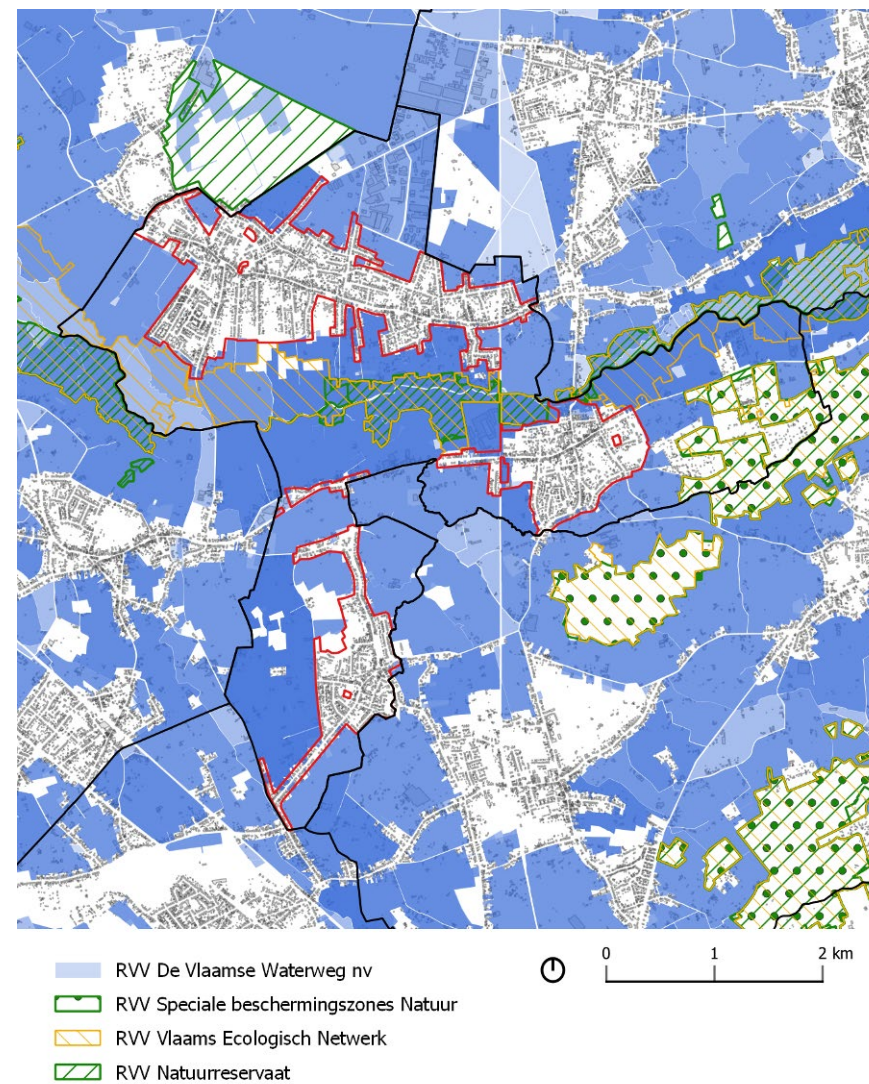 RVV De Vlaamse Waterweg nv
0 1 2 km
RVV Speciale beschermingszones Natuur
RVV Vlaams Ecologisch Netwerk
RVV Natuurreservaat